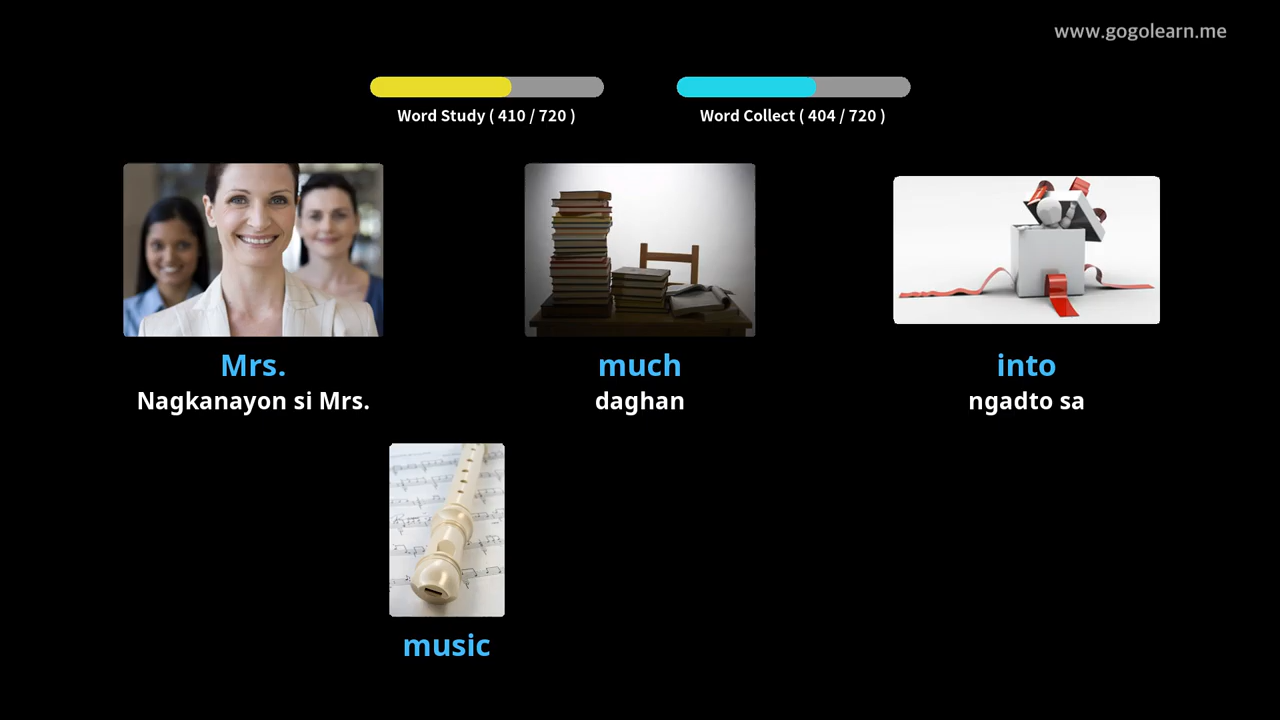 www.gogolearn.me
Word Study ( 410 / 720 )
Word Collect ( 404 / 720 )
Mrs.
Nagkanayon si Mrs.
much
daghan
into
ngadto sa
music